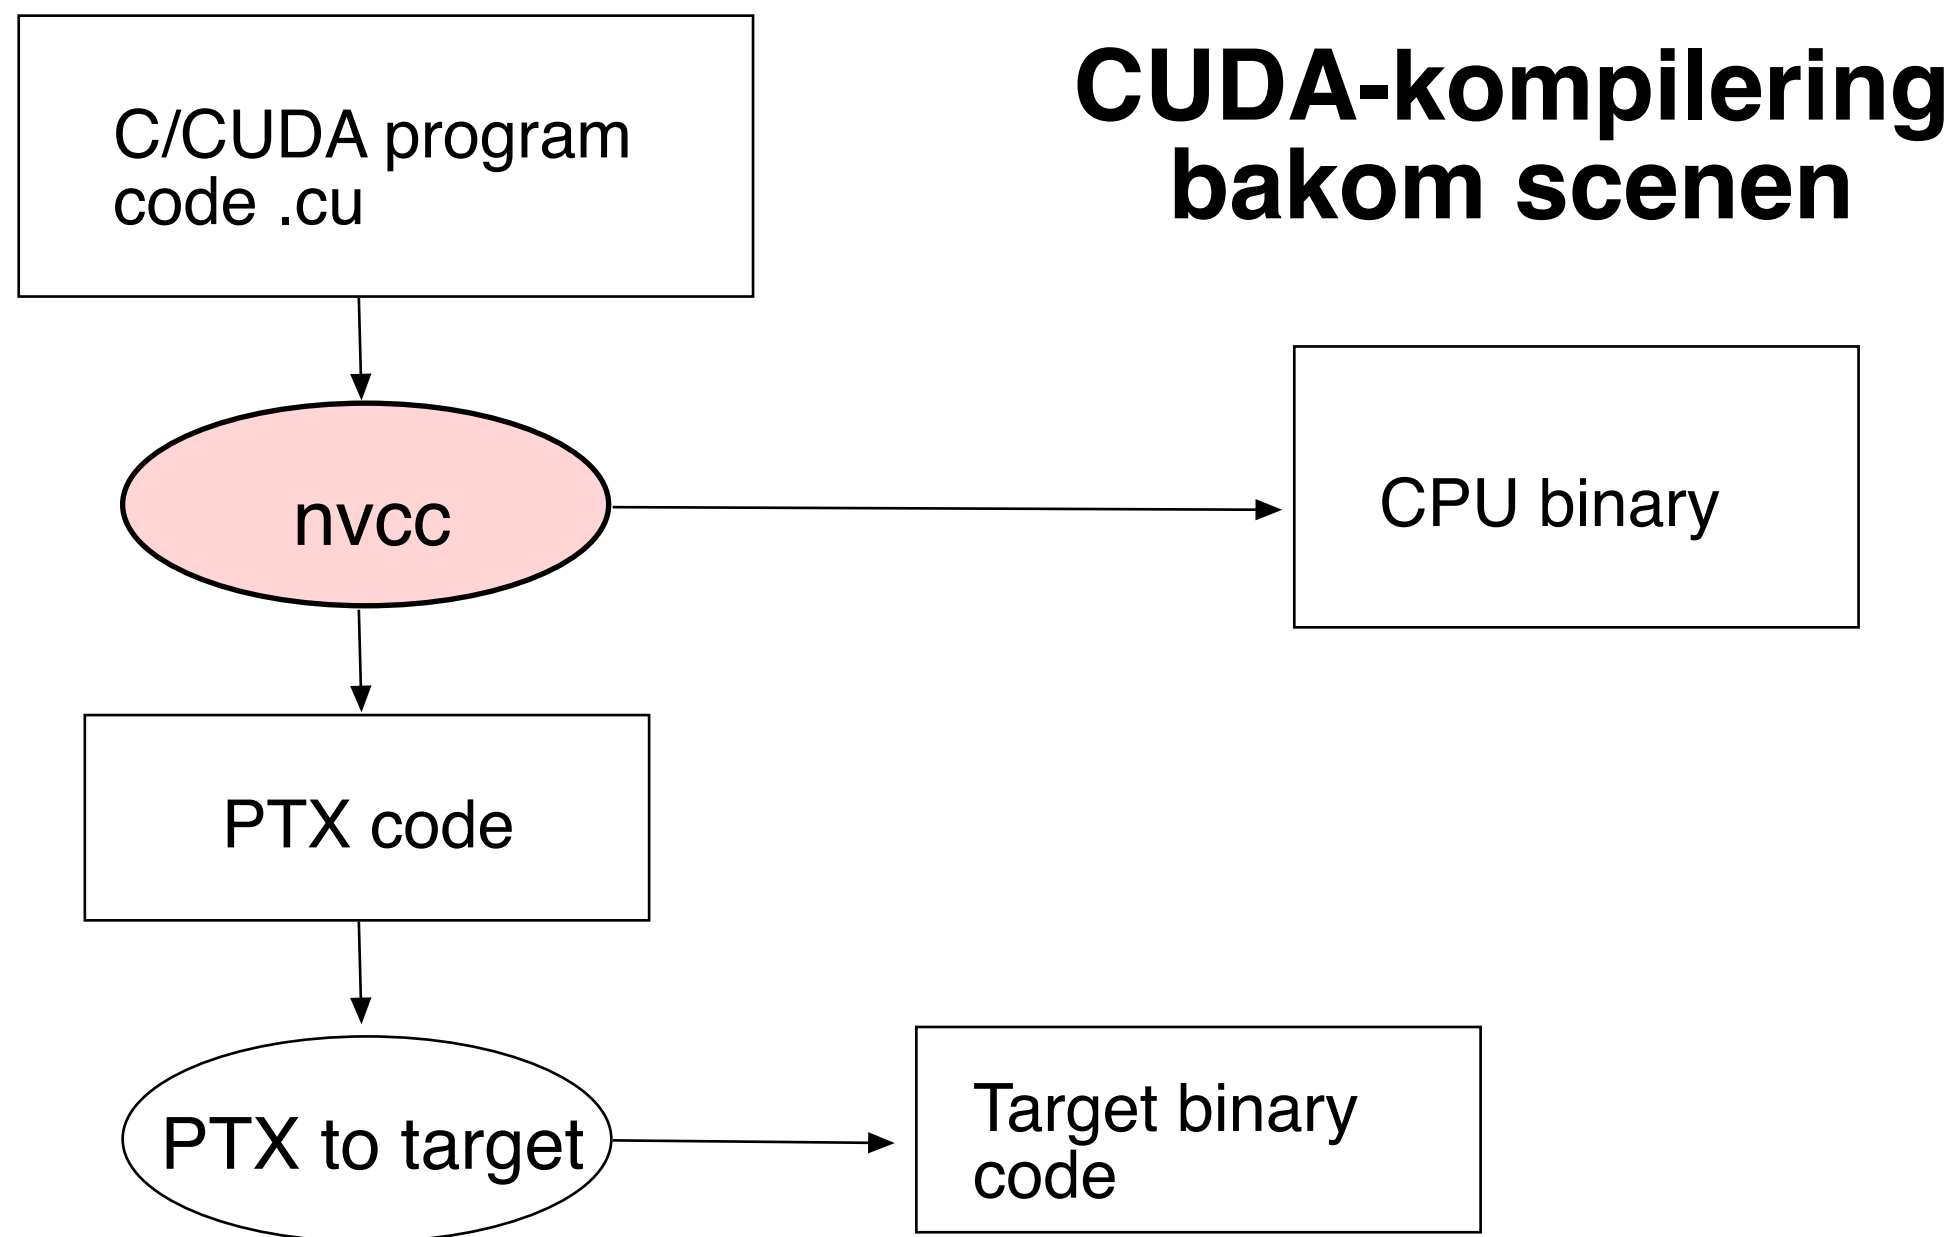 CUDA-kompilering
bakom scenen
C/CUDA program
code .cu
nvcc
CPU binary
PTX code
PTX to target
Target binary
code